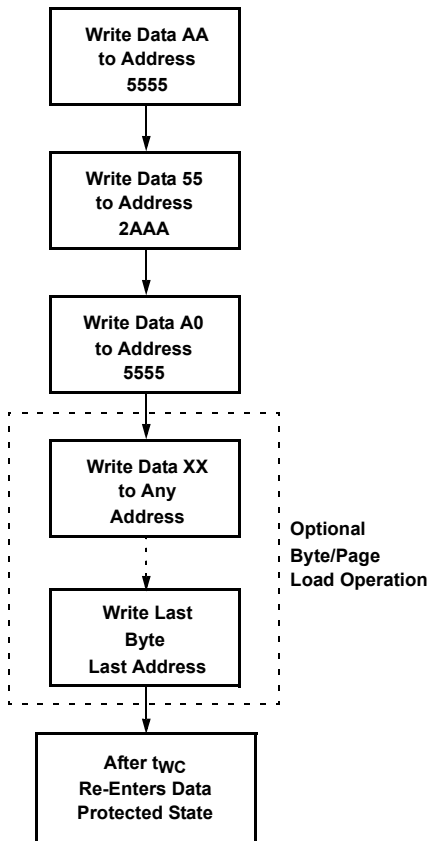 Write Data AA
to Address
5555
Write Data 55
to Address
2AAA
Write Data A0
to Address
5555
Write Data XX
to Any
Address
Optional
Byte/Page
Load Operation
Write Last
Byte
Last Address
After tWC
Re-Enters Data
Protected State